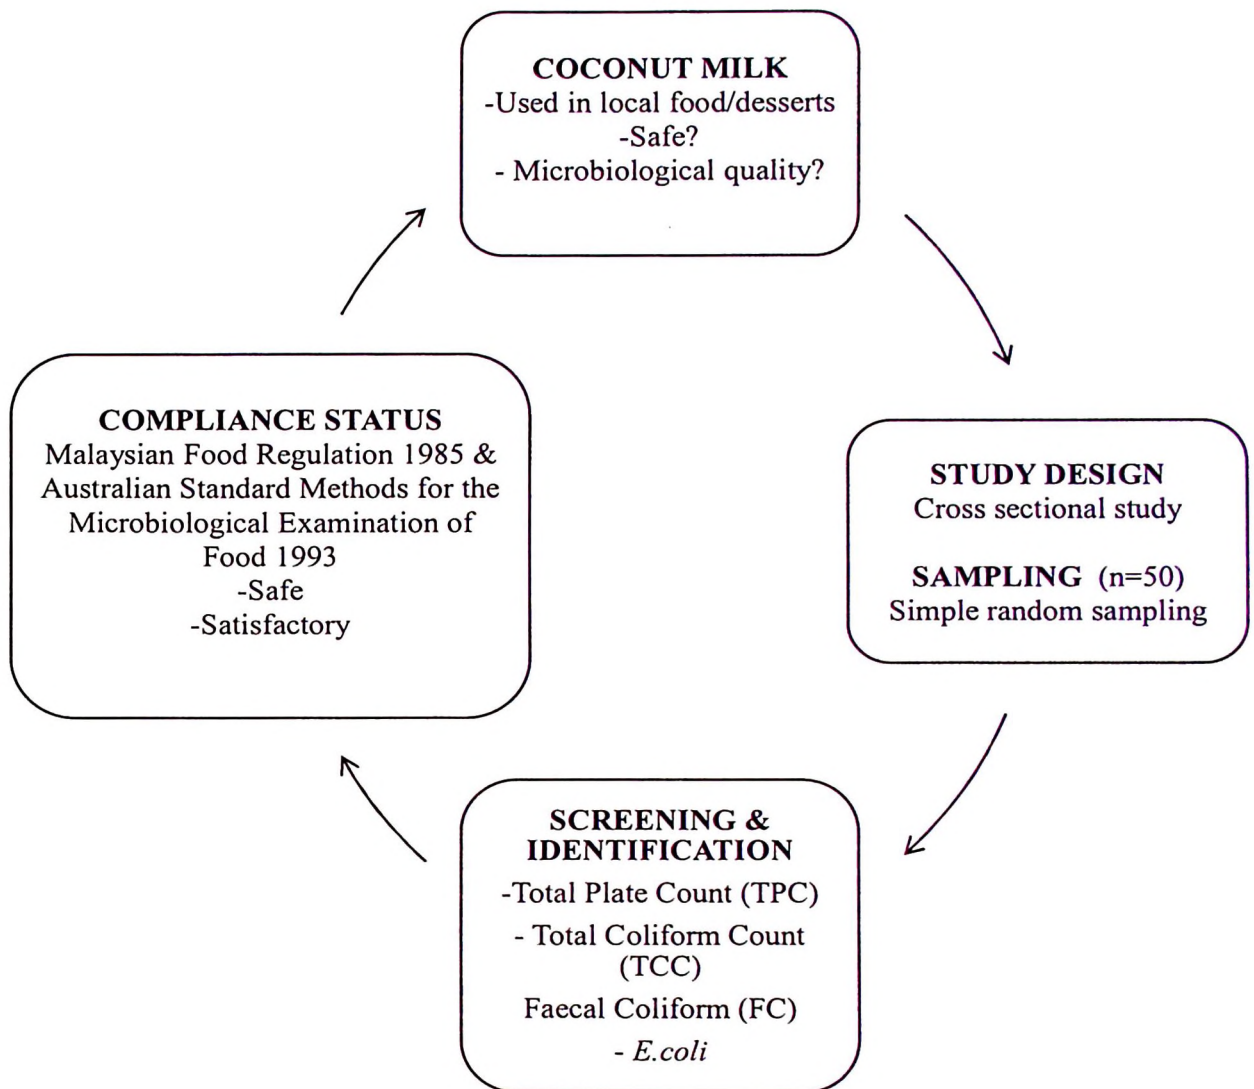 COCONUT MILK
-Used in local food/desserts
-Safe?
- Microbiological quality?
COMPLIANCE STATUS
Malaysian Food Regulation 1985 &
Australian Standard Methods for the
Microbiological Examination of
Food 1993
-Safe
-Satisfactory
STUDY DESIGN
Cross sectional study
SAMPLING (n=50)
Simple random sampling
SCREENING &
IDENTIFICATION
-Total Plate Count (TPC)
- Total Coliform Count
(TCC)
Faecal Coliform (FC)
- E.coli